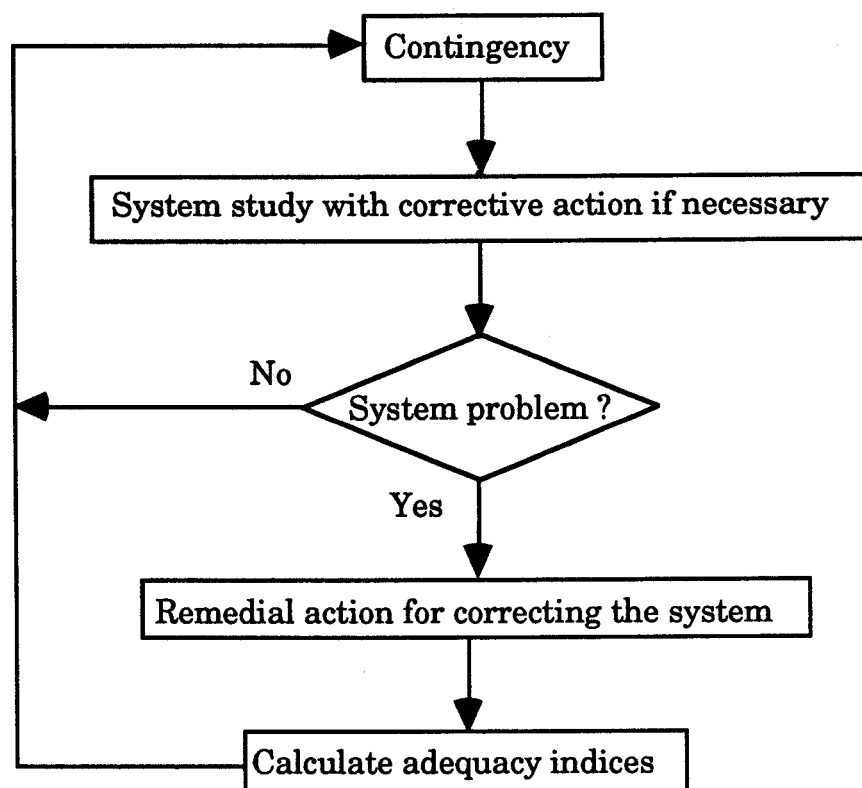 Contingency
System study with corrective action if necessary
No
System problem ?
Yes
Remedial action for correcting the system
Calculate adequacy indices